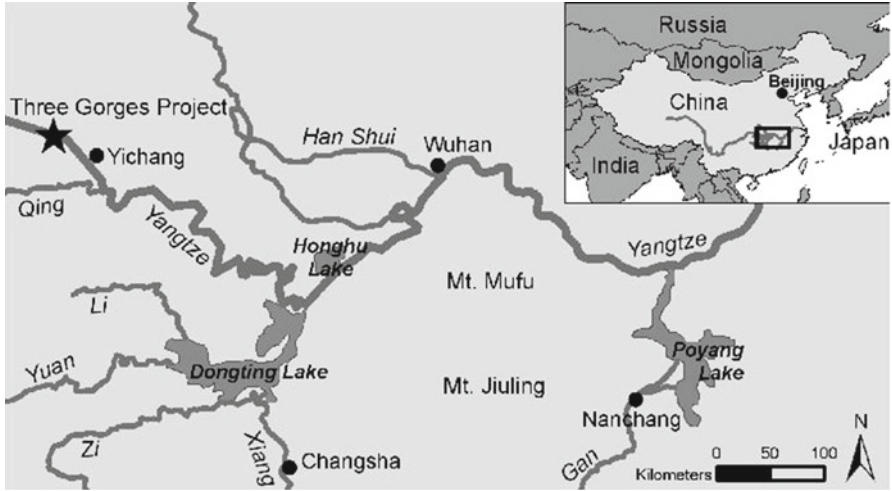 Russia
Mongolia
Beijing
China
Japan
India
Three Gorges Project
Yichang
Han Shui
Wuhan
Qing
Yangtze
Honghu
Lake
Yangtze
Mt. Mufu
Li
Yuan
Dongting Lake
Poyang
Lake
Mt. Jiuling
Nanchang
Zi
Xiang
Changsha
Gan
N
0 50 100
Kilometers